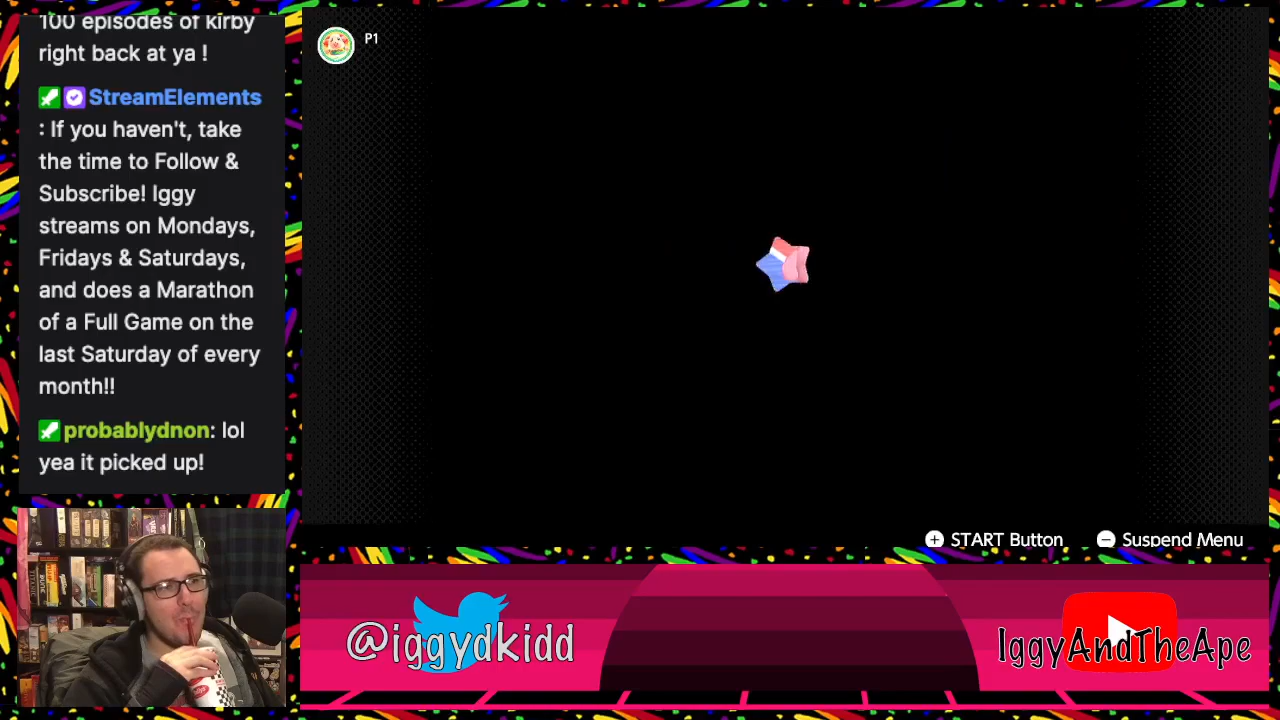 100 episodes of kirby
right back at ya !
StreamElements
: If you haven't, take
the time to Follow &
Subscribe! Iggy
streams on Mondays,
Fridays & Saturdays,
and does a Marathon
of a Full Game on the
last Saturday of every
month!!
probablydnon: lol
yea it picked up!
P1
START Button
Suspend Menu
@iggydkidd
IggyAndTheApe